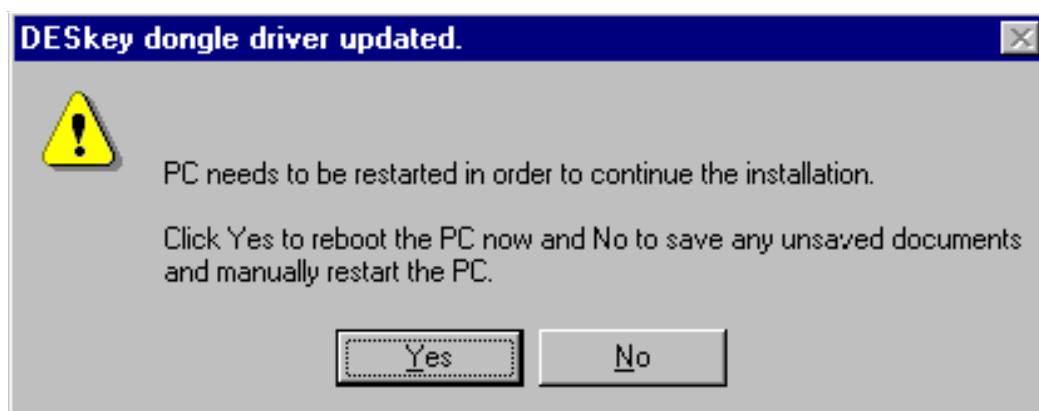 DESkey dongle driver updated.
PC needs to be restarted in order to continue the installation.
Click Yes to reboot the PC now and No to save any unsaved documents
and manually restart the PC.
Yes
No